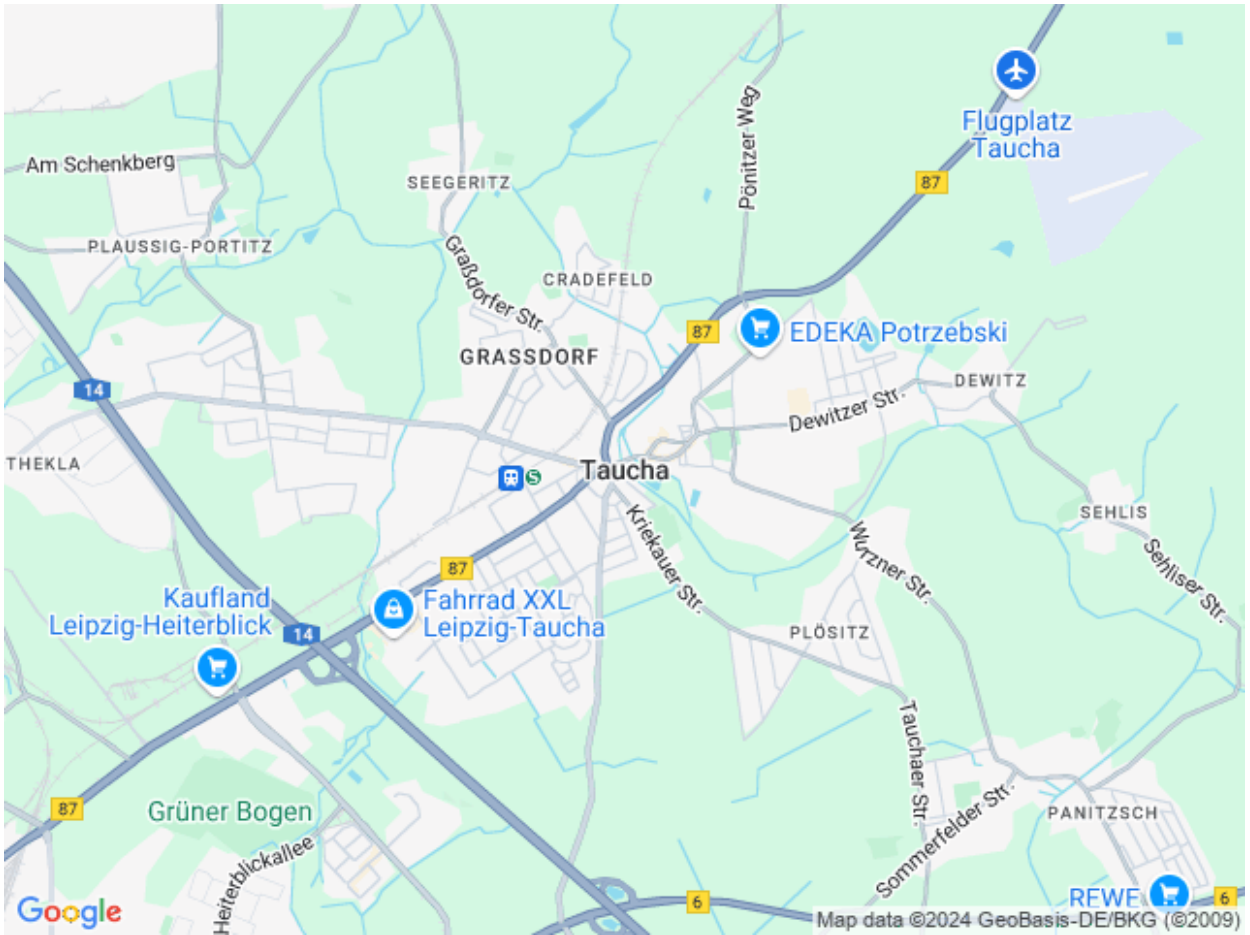 Flugplatz
Taucha
Am Schenkberg
Pönitzer Weg
87
SEEGERITZ
PLAUSSIG-PORTITZ
Graßdorfer Str.
CRADEFELD
87
EDEKA Potrzebski
GRASSDORF
14
DEWITZ
Dewitzer Str.
THEKLA
Taucha
S
SEHLIS
Kriekauer Str.
Wurzner Str.
Sehliser Str.
87
Kaufland
Leipzig-Heiterblick
Fahrrad XXL
Leipzig-Taucha
14
PLÖSITZ
Tauchaer Str.
87
Grüner Bogen
Sommerfelder Str.
PANITZSCH
Heiterblickallee
REWE
6
6
Google
Map data ©2024 GeoBasis-DE/BKG (©2009)